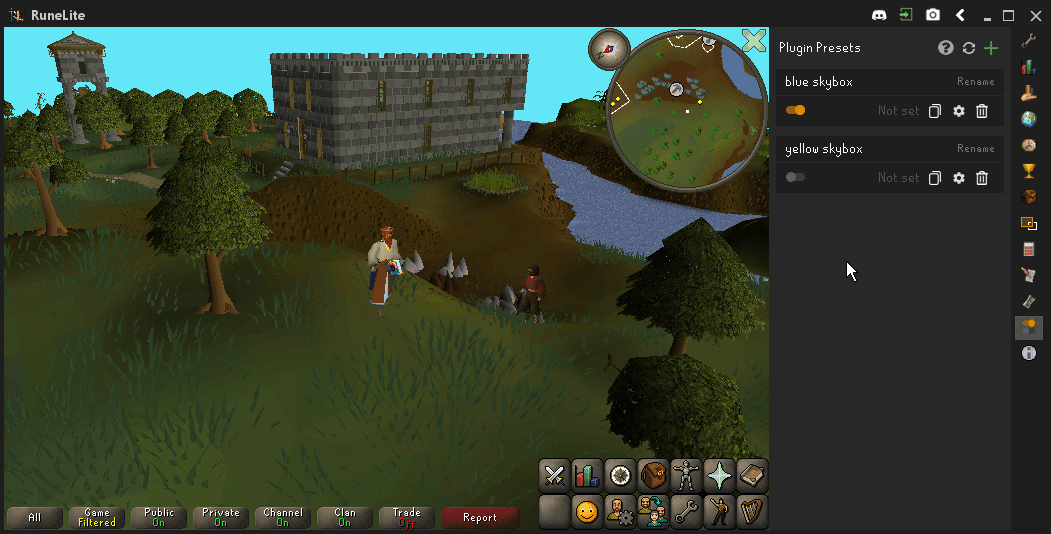 RuneLite
Plugin Presets
blue skybox
Rename
Not set
yellow skybox
Rename
Not set
All
Game
Filtered
Public
On
Private
On
Channel
On
Clan
On
Trade
Off
Report